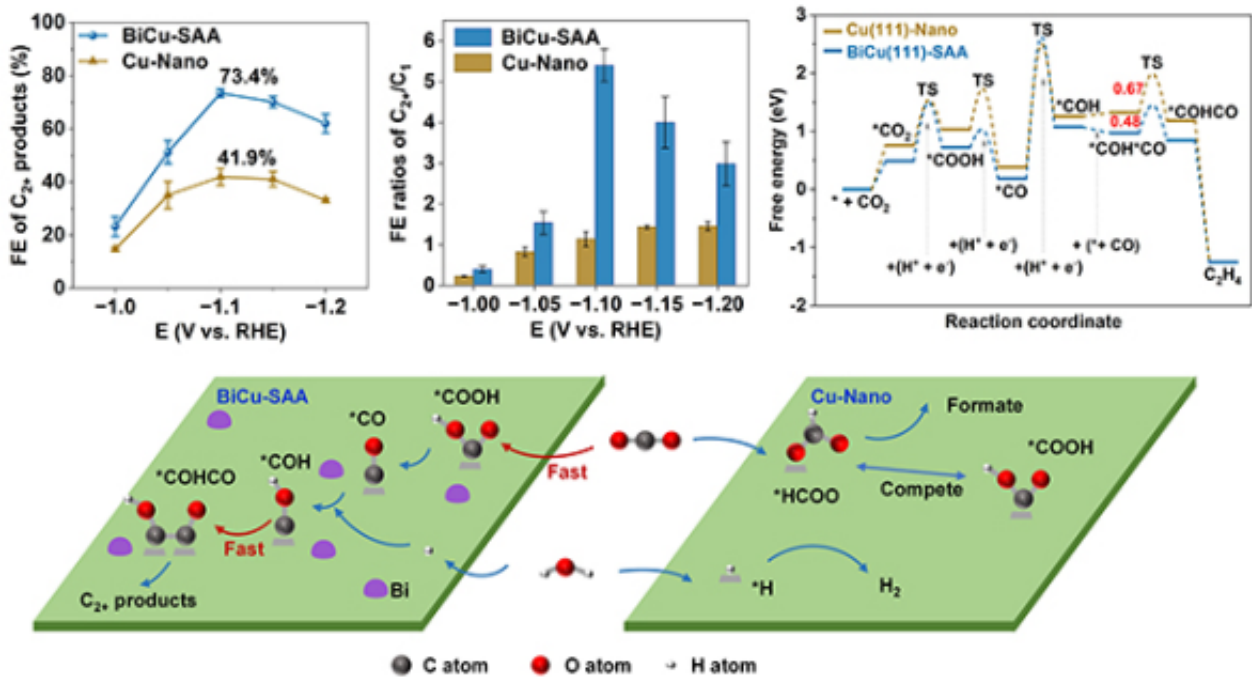 FE of C₂₊ products (%)
100
80
60
40
20
0
BiCu-SAA
Cu-Nano
73.4%
41.9%
−1.0
−1.1
−1.2
E (V vs. RHE)
FE ratios of C₂₊/C₁
6
5
4
3
2
1
0
BiCu-SAA
Cu-Nano
−1.00
−1.05
−1.10
−1.15
−1.20
E (V vs. RHE)
Free energy (eV)
3
2
1
0
-1
-2
Cu(111)-Nano
BiCu(111)-SAA
TS
TS
TS
TS
* + CO₂
*CO₂
*COOH
*CO
*COH
0.67
0.48
*COH*CO
*COHCO
C₂H₄
+(H⁺ + e⁻)
+(H⁺ + e⁻)
+(H⁺ + e⁻)
+ (*+ CO)
Reaction coordinate
BiCu-SAA
*COOH
*CO
*COH
*COHCO
Fast
Fast
Bi
C₂₊ products
Cu-Nano
Formate
*COOH
*HCOO
Compete
*H
H₂
C atom
O atom
H atom